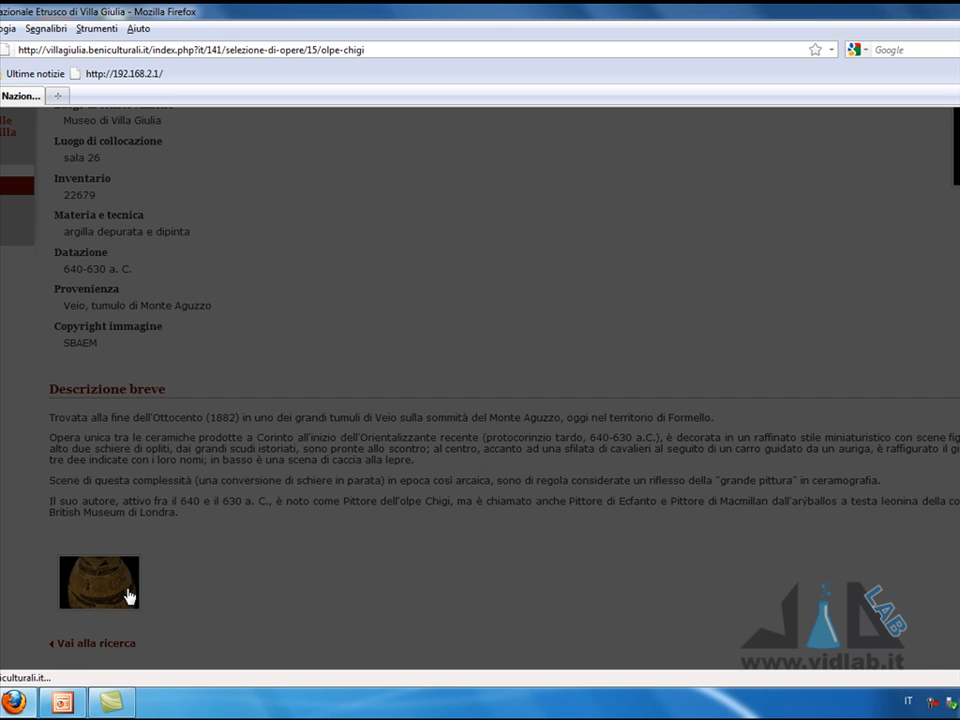 azionale Etrusco di Villa Giulia - Mozilla Firefox
ogia Segnalibri Strumenti Aiuto
http://villagiulia.beniculturali.it/index.php?it/141/selezione-di-opere/15/olpe-chigi
Google
Ultime notizie http://192.168.2.1/
Nazion...
lle
illa
Museo di Villa Giulia
Luogo di collocazione
sala 26
Inventario
22679
Materia e tecnica
argilla depurata e dipinta
Datazione
640-630 a. C.
Provenienza
Veio, tumulo di Monte Aguzzo
Copyright immagine
SBAEM
Descrizione breve
Trovata alla fine dell'Ottocento (1882) in uno dei grandi tumuli di Veio sulla sommità del Monte Aguzzo, oggi nel territorio di Formello.
Opera unica tra le ceramiche prodotte a Corinto all'inizio dell'Orientalizzante recente (protocorinzio tardo, 640-630 a.C.), è decorata in un raffinato stile miniaturistico con scene fig
alto due schiere di opliti, dai grandi scudi istoriati, sono pronte allo scontro; al centro, accanto ad una sfilata di cavalieri al seguito di un carro guidato da un auriga, è raffigurato il gi
tre dee indicate con i loro nomi; in basso è una scena di caccia alla lepre.
Scene di questa complessità (una conversione di schiere in parata) in epoca così arcaica, sono di regola considerate un riflesso della "grande pittura" in ceramografia.
Il suo autore, attivo fra il 640 e il 630 a. C., è noto come Pittore dell'olpe Chigi, ma è chiamato anche Pittore di Ecfanto e Pittore di Macmillan dall'arýballos a testa leonina della co
British Museum di Londra.
Vai alla ricerca
LAB
www.vidlab.it
iculturali.it...
IT